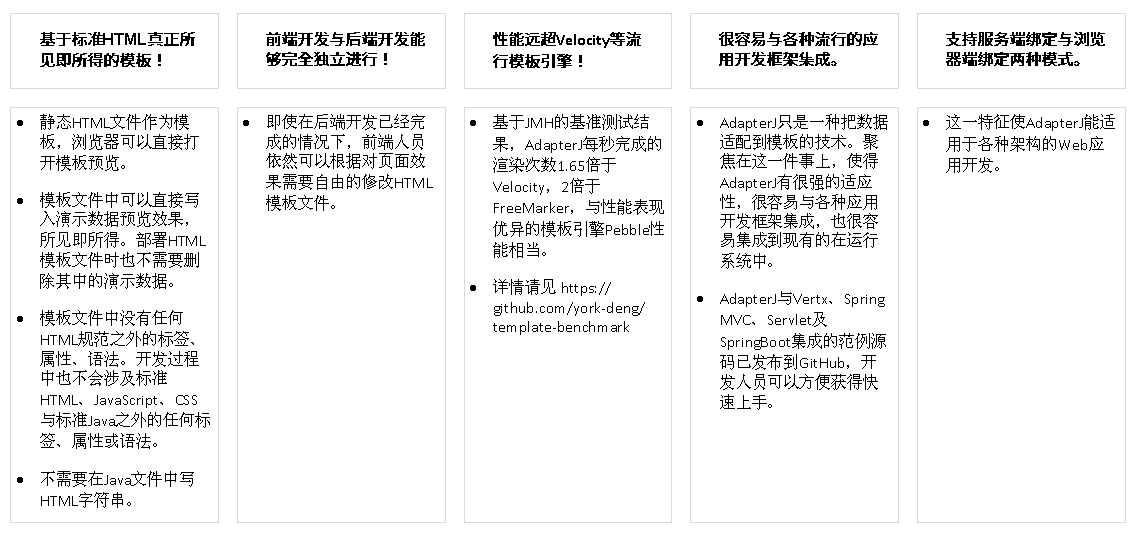 基于标准HTML真正所
见即所得的模板！
前端开发与后端开发能
够完全独立进行！
性能远超Velocity等流
行模板引擎！
很容易与各种流行的应
用开发框架集成。
支持服务端绑定与浏览
器端绑定两种模式。
• 静态HTML文件作为模
板，浏览器可以直接打
开模板预览。
• 模板文件中可以直接写
入演示数据预览效果，
所见即所得。部署HTML
模板文件时也不需要删
除其中的演示数据。
• 模板文件中没有任何
HTML规范之外的标签、
属性、语法。开发过程
中也不会涉及标准
HTML、JavaScript、CSS
与标准Java之外的任何标
签、属性或语法。
• 不需要在Java文件中写
HTML字符串。
• 即使在后端开发已经完
成的情况下，前端人员
依然可以根据对页面效
果需要自由的修改HTML
模板文件。
• 基于JMH的基准测试结
果，AdapterJ每秒完成的
渲染次数1.65倍于
Velocity，2倍于
FreeMarker，与性能表现
优异的模板引擎Pebble性
能相当。
• 详情请见 https://
github.com/york-deng/
template-benchmark
• AdapterJ只是一种把数据
适配到模板的技术。聚
焦在这一件事上，使得
AdapterJ有很强的适应
性，很容易与各种应用
开发框架集成，也很容
易集成到现有的在运行
系统中。
• AdapterJ与Vertx、Spring
MVC、Servlet及
SpringBoot集成的范例源
码已发布到GitHub，开
发人员可以方便获得快
速上手。
• 这一特征使AdapterJ能适
用于各种架构的Web应
用开发。